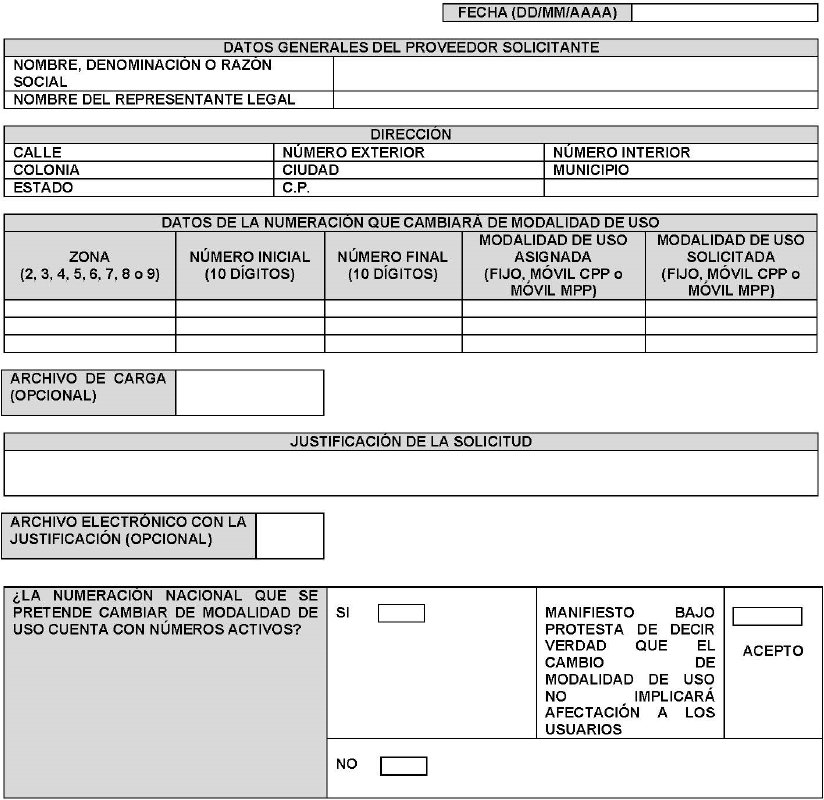 FECHA (DD/MM/AAAA)
DATOS GENERALES DEL PROVEEDOR SOLICITANTE
NOMBRE, DENOMINACIÓN O RAZÓN
SOCIAL
NOMBRE DEL REPRESENTANTE LEGAL
DIRECCIÓN
CALLE NÚMERO EXTERIOR NÚMERO INTERIOR
COLONIA CIUDAD MUNICIPIO
ESTADO C.P.
DATOS DE LA NUMERACIÓN QUE CAMBIARÁ DE MODALIDAD DE USO
ZONA
(2, 3, 4, 5, 6, 7, 8 o 9)
NÚMERO INICIAL
(10 DÍGITOS)
NÚMERO FINAL
(10 DÍGITOS)
MODALIDAD DE USO
ASIGNADA
(FIJO, MÓVIL CPP o
MÓVIL MPP)
MODALIDAD DE USO
SOLICITADA
(FIJO, MÓVIL CPP o
MÓVIL MPP)
ARCHIVO DE CARGA
(OPCIONAL)
JUSTIFICACIÓN DE LA SOLICITUD
ARCHIVO ELECTRÓNICO CON LA
JUSTIFICACIÓN (OPCIONAL)
¿LA NUMERACIÓN NACIONAL QUE SE
PRETENDE CAMBIAR DE MODALIDAD DE
USO CUENTA CON NÚMEROS ACTIVOS?
SI
MANIFIESTO BAJO
PROTESTA DE DECIR
VERDAD QUE EL
CAMBIO DE
MODALIDAD DE USO
NO IMPLICARÁ
AFECTACIÓN A LOS
USUARIOS
ACEPTO
NO